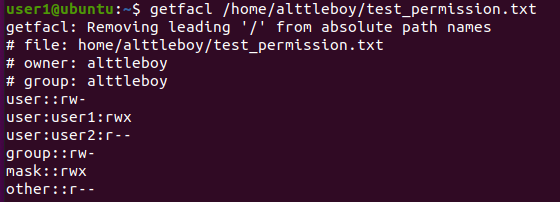 user1@ubuntu:~$ getfacl /home/alttleboy/test_permission.txt
getfacl: Removing leading '/' from absolute path names
# file: home/alttleboy/test_permission.txt
# owner: alttleboy
# group: alttleboy
user::rw-
user:user1:rwx
user:user2:r--
group::rw-
mask::rwx
other::r--